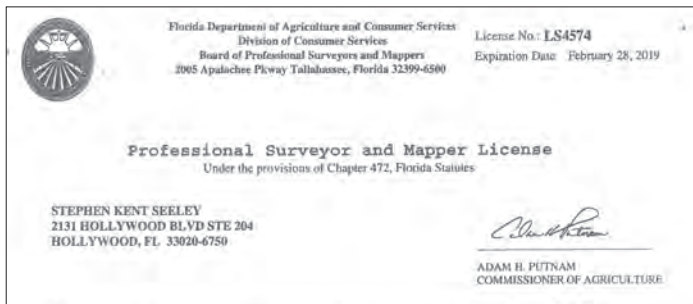 Florida Department of Agriculture and Consumer Services
Division of Consumer Services
Board of Professional Surveyors and Mappers
2005 Apalachee Pkway Tallahassee, Florida 32399-6500
License No.: LS4574
Expiration Date February 28, 2019
Professional Surveyor and Mapper License
Under the provisions of Chapter 472, Florida Statutes
STEPHEN KENT SEELEY
2131 HOLLYWOOD BLVD STE 204
HOLLYWOOD, FL 33020-6750
ADAM H. PUTNAM
COMMISSIONER OF AGRICULTURE